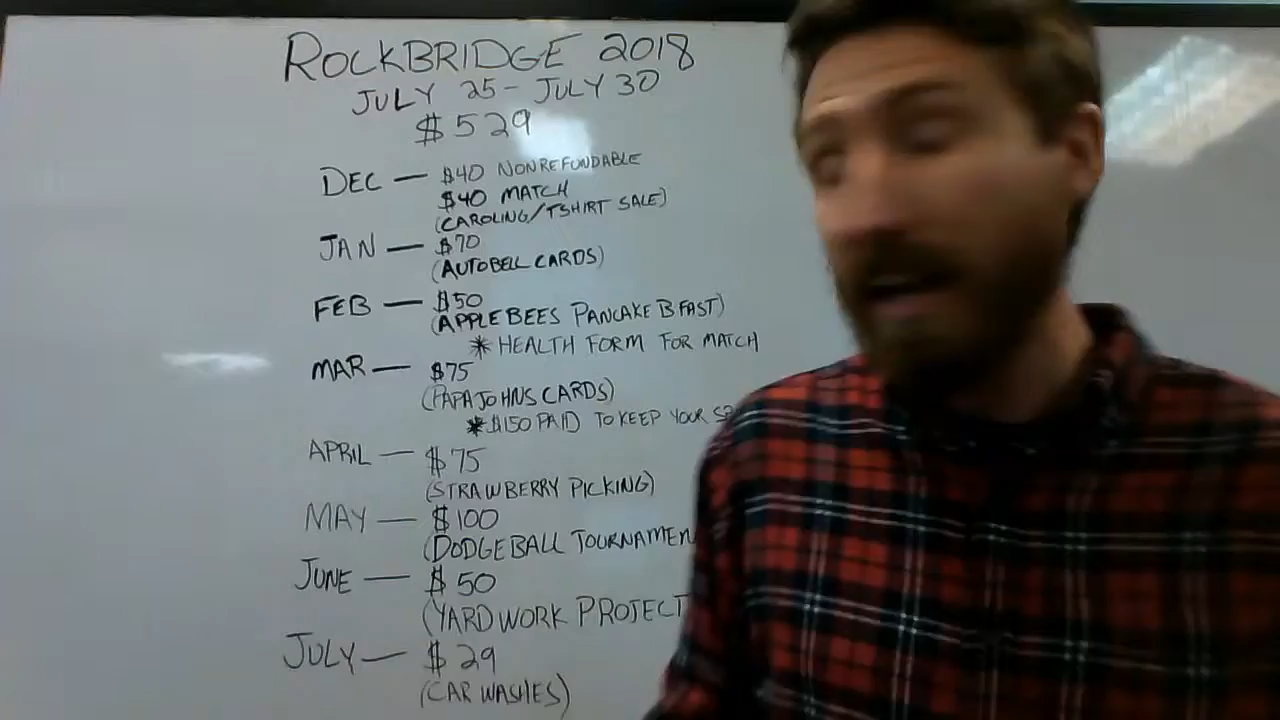 ROCKBRIDGE 2018
JULY 25 - JULY 30
$529
DEC — $40 NONREFUNDABLE
$40 MATCH
(CAROLING/TSHIRT SALE)
JAN — $70
(AUTOBELL CARDS)
FEB — $50
(APPLEBEES PANCAKE BFAST)
* HEALTH FORM FOR MATCH
MAR — $75
(PAPA JOHNS CARDS)
* $150 PAID TO KEEP YOUR
APRIL — $75
(STRAWBERRY PICKING)
MAY — $100
(DODGEBALL TOURNAMEN
JUNE — $50
(YARDWORK PROJECT
JULY — $29
(CAR WASHES)